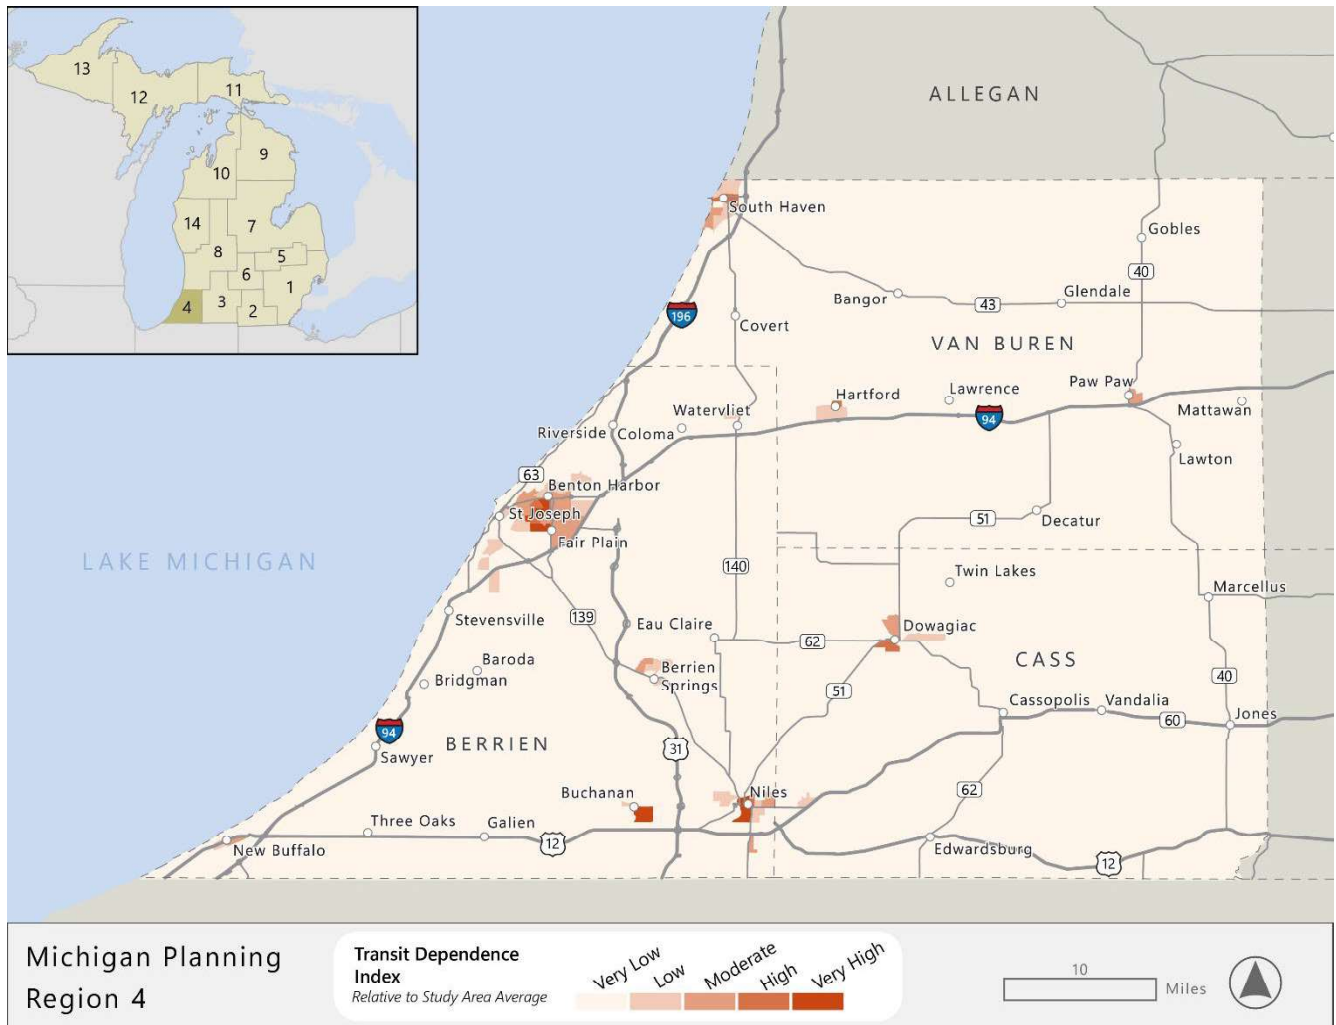 13
12
11
9
10
14
7
8
5
6
1
4
3
2
ALLEGAN
South Haven
Gobles
40
Bangor
43
Glendale
196
Covert
VAN BUREN
Hartford
Lawrence
Paw Paw
Mattawan
94
Watervliet
Riverside
Coloma
Lawton
63
Benton Harbor
St Joseph
Fair Plain
51
Decatur
LAKE MICHIGAN
140
Twin Lakes
Marcellus
Stevensville
139
Eau Claire
62
Dowagiac
CASS
Baroda
Bridgman
Berrien
Springs
51
40
Cassopolis
Vandalia
60
Jones
94
BERRIEN
31
Sawyer
Buchanan
Niles
62
Three Oaks
Galien
12
New Buffalo
Edwardsburg
12
Michigan Planning
Region 4
Transit Dependence
Index
Relative to Study Area Average
Very Low
Low
Moderate
High
Very High
10
Miles